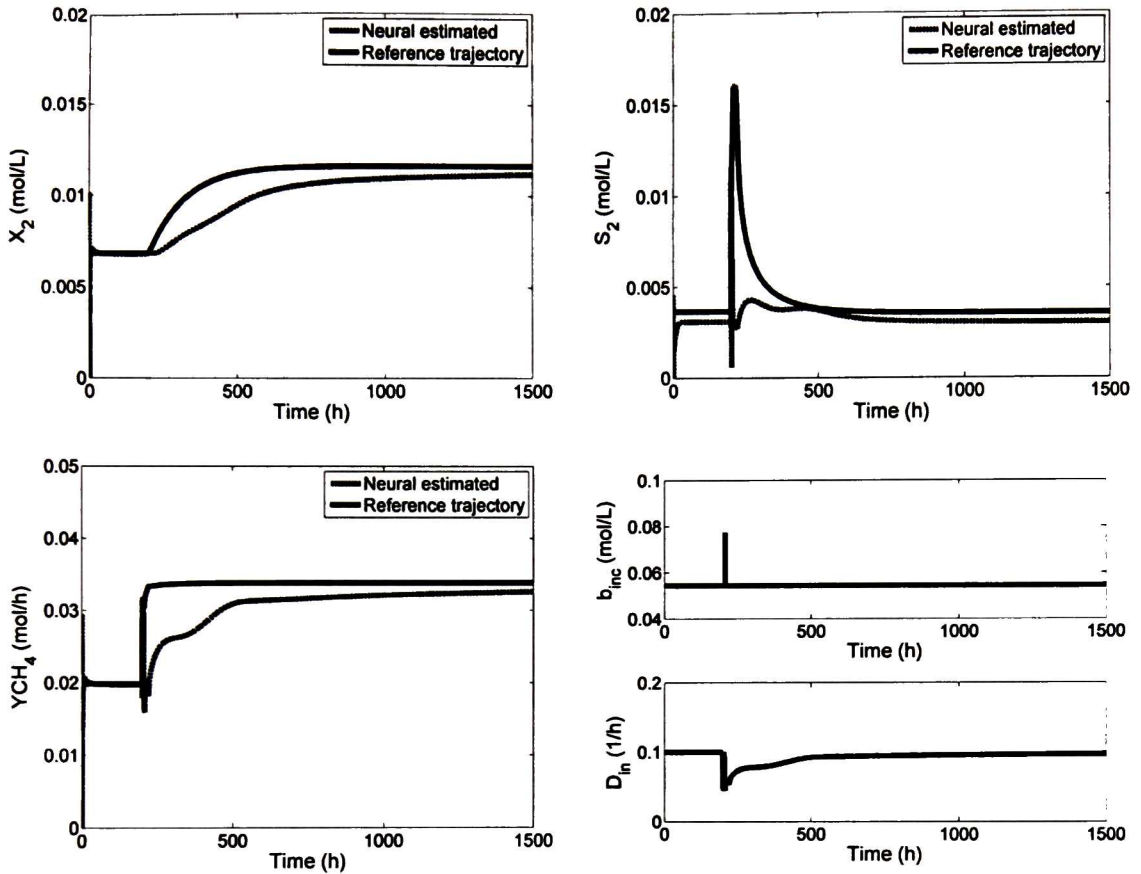 0.02
0.015
0.01
0.005
0
X2 (mol/L)
Neural estimated
Reference trajectory
0 500 1000 1500
Time (h)
0.02
0.015
0.01
0.005
0
S2 (mol/L)
Neural estimated
Reference trajectory
0 500 1000 1500
Time (h)
0.05
0.04
0.03
0.02
0.01
0
YCH4 (mol/h)
Neural estimated
Reference trajectory
0 500 1000 1500
Time (h)
0.1
0.08
0.06
0.04
binc (mol/L)
0 500 1000 1500
Time (h)
0.2
0.1
0
Din (1/h)
0 500 1000 1500
Time (h)